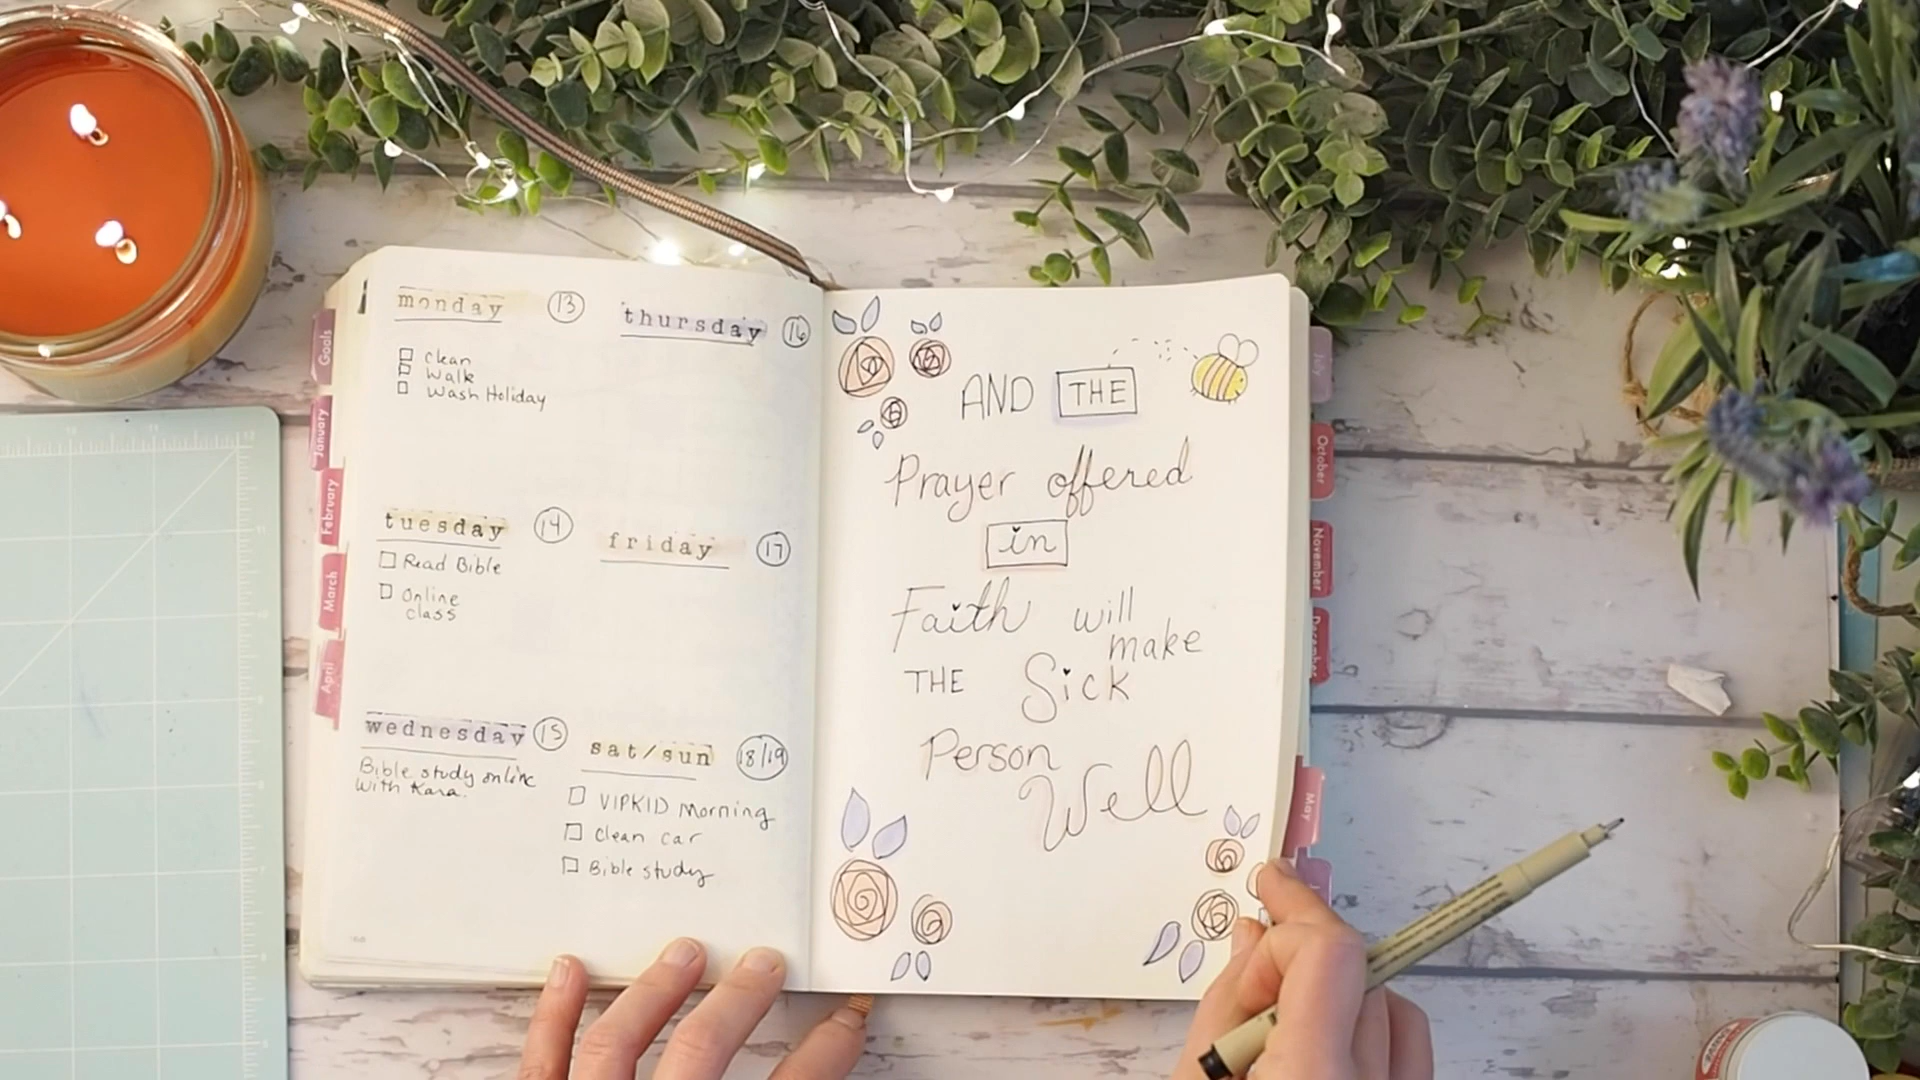 monday 13
Clean
Walk
Wash Holiday
tuesday 14
Read Bible
Online
class
wednesday 15
Bible study online
with Kara.
thursday 16
friday 17
sat/sun 18/19
VIPKID Morning
Clean car
Bible study
AND THE
Prayer offered
in
Faith will
make
THE Sick
Person
Well
Goals
January
February
March
April
July
October
November
December
May